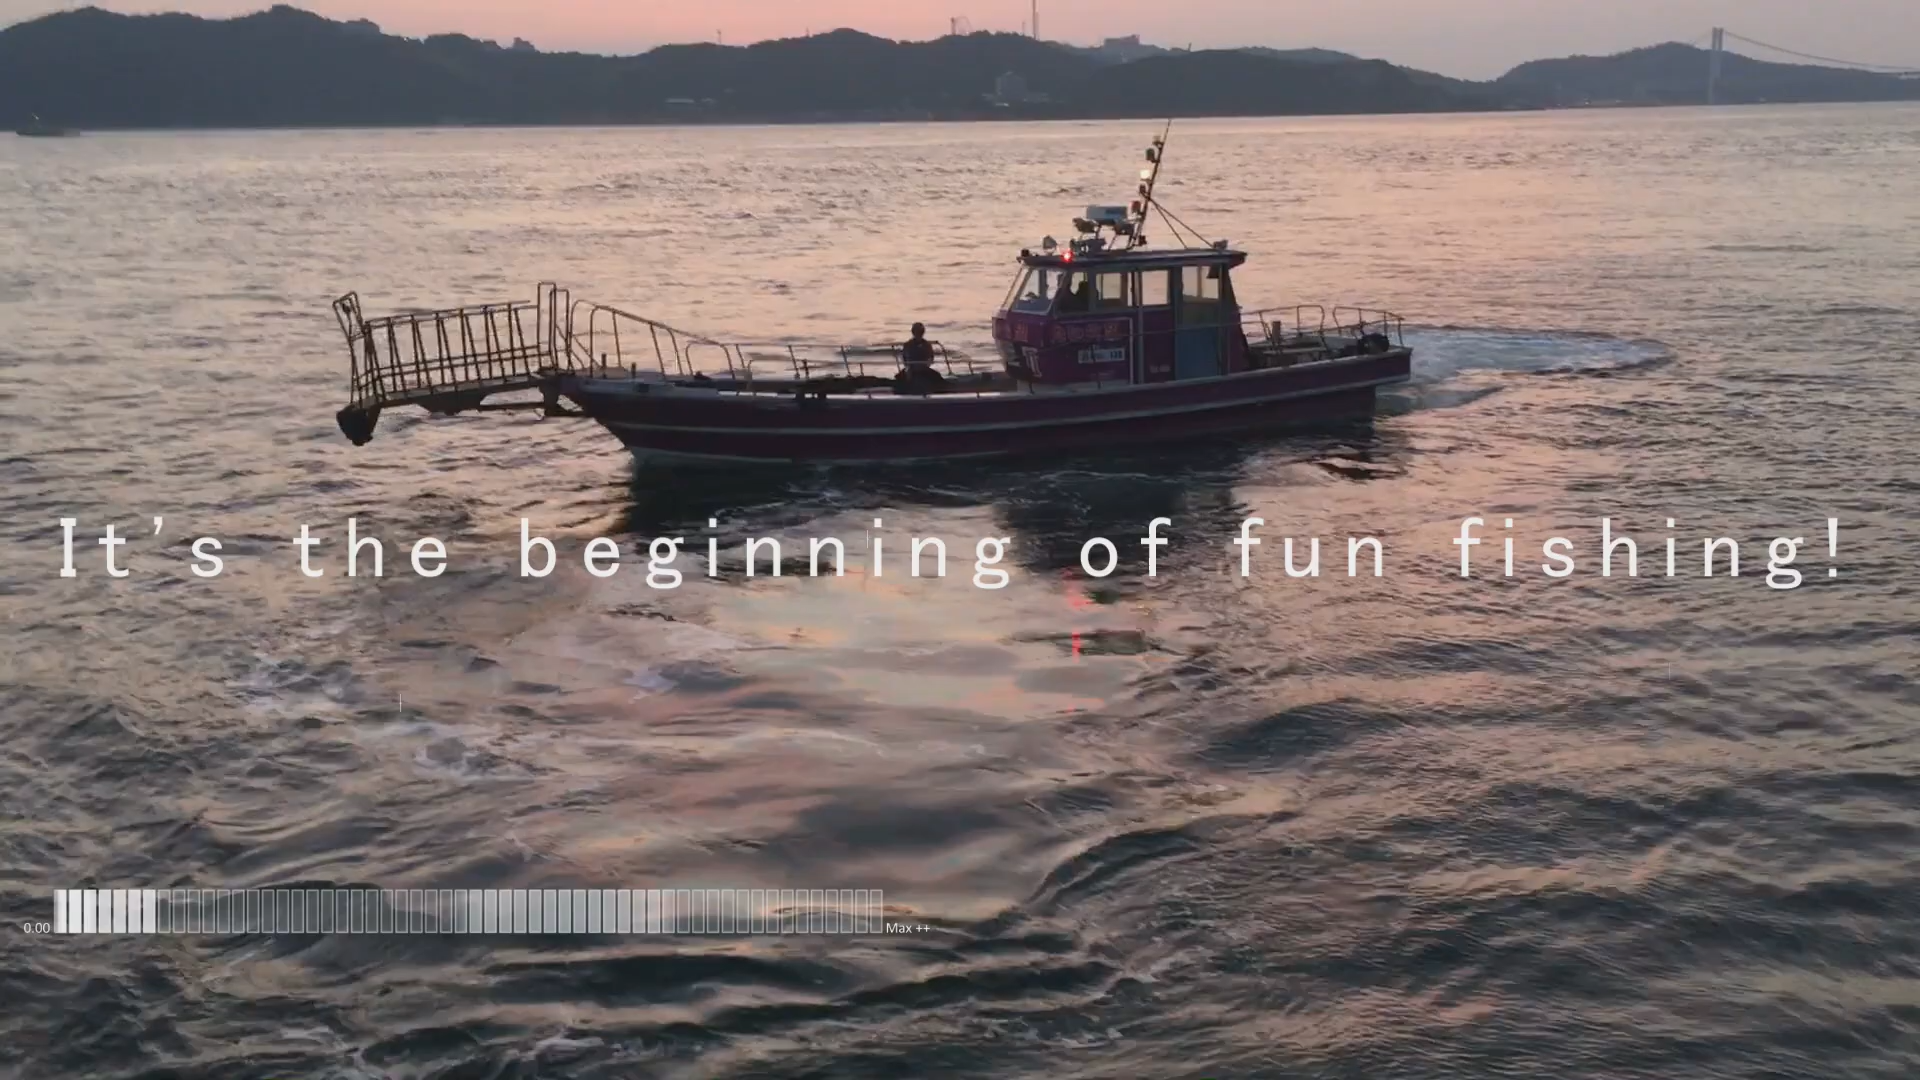 It's the beginning of fun fishing!
0.00
Max ++